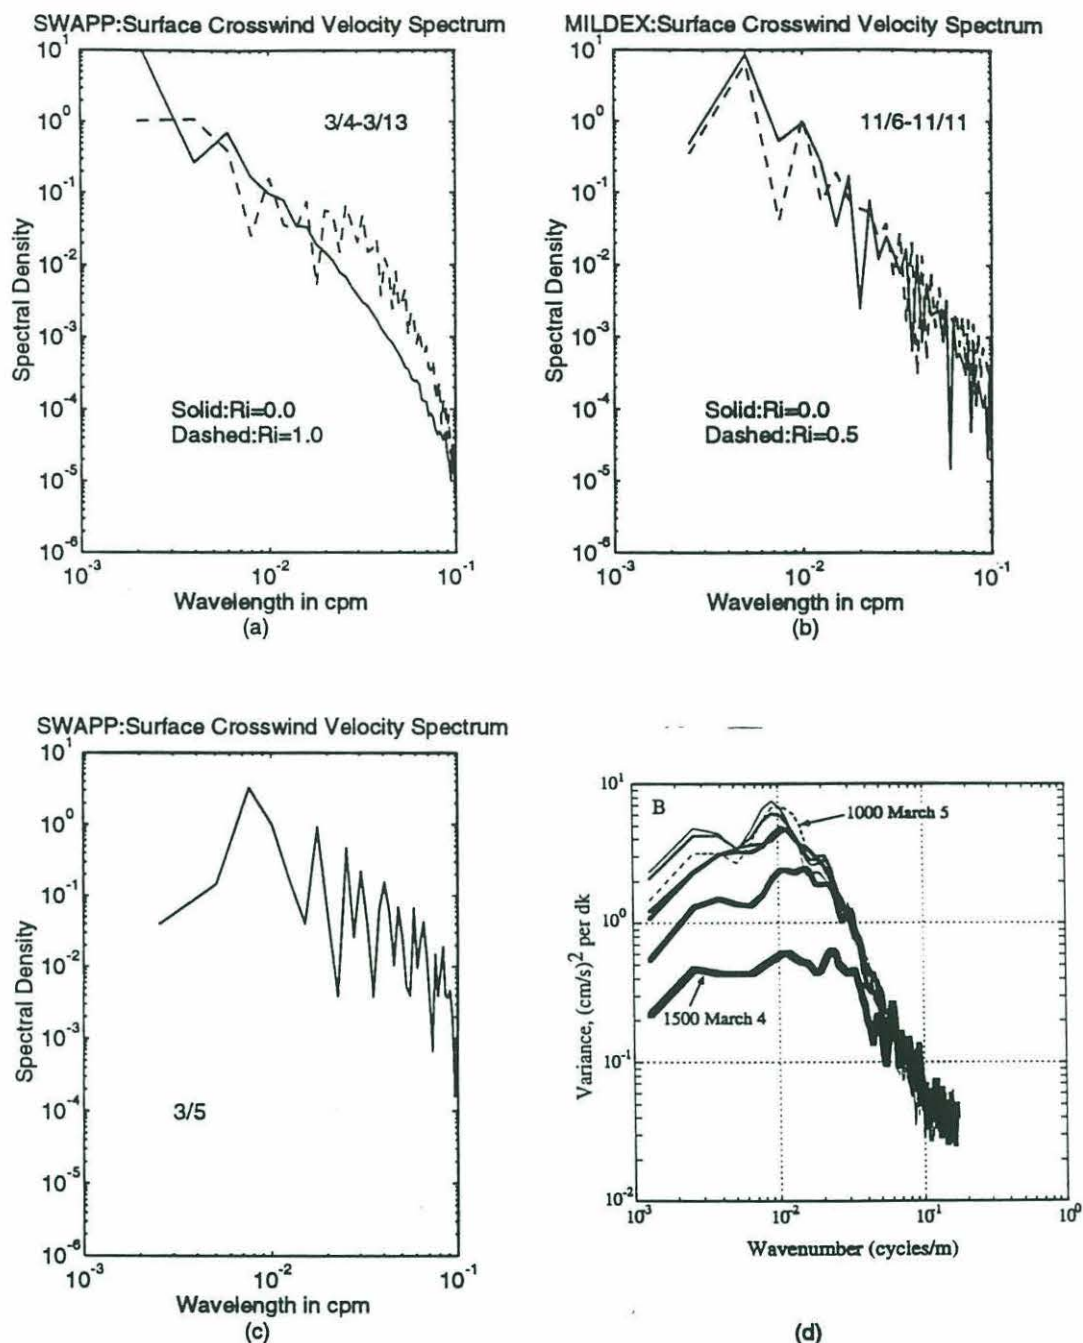 SWAPP:Surface Crosswind Velocity Spectrum
10^1
10^0
10^-1
10^-2
10^-3
10^-4
10^-5
10^-6
Spectral Density
3/4-3/13
Solid:Ri=0.0
Dashed:Ri=1.0
10^-3
10^-2
10^-1
Wavelength in cpm
(a)
MILDEX:Surface Crosswind Velocity Spectrum
10^1
10^0
10^-1
10^-2
10^-3
10^-4
10^-5
10^-6
Spectral Density
11/6-11/11
Solid:Ri=0.0
Dashed:Ri=0.5
10^-3
10^-2
10^-1
Wavelength in cpm
(b)
SWAPP:Surface Crosswind Velocity Spectrum
10^1
10^0
10^-1
10^-2
10^-3
10^-4
10^-5
10^-6
Spectral Density
3/5
10^-3
10^-2
10^-1
Wavelength in cpm
(c)
10^1
10^0
10^-1
10^-2
Variance, (cm/s)^2 per dk
B
1000 March 5
1500 March 4
10^-3
10^-2
10^-1
10^0
Wavenumber (cycles/m)
(d)